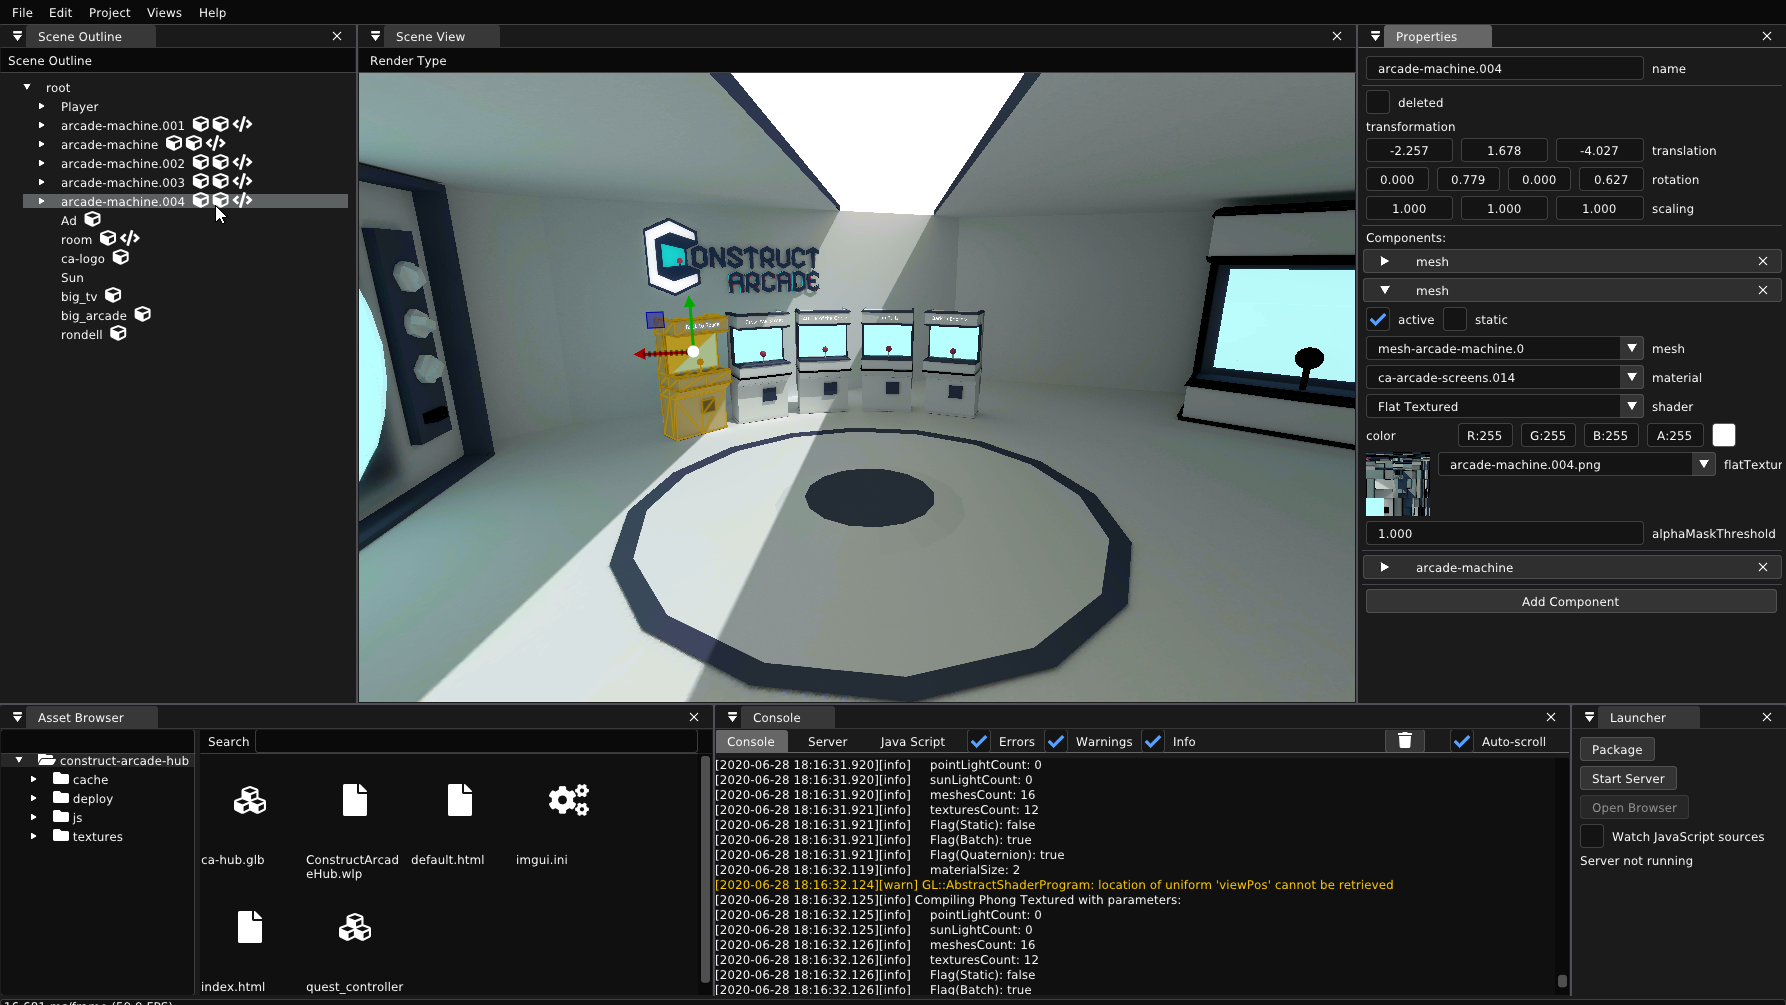 File Edit Project Views Help
Scene Outline
Scene Outline
root
Player
arcade-machine.001
arcade-machine
arcade-machine.002
arcade-machine.003
arcade-machine.004
Ad
room
ca-logo
Sun
big_tv
big_arcade
rondell
Scene View
Render Type
CONSTRUCT
ARCADE
Properties
arcade-machine.004 name
deleted
transformation
-2.257 1.678 -4.027 translation
0.000 0.779 0.000 0.627 rotation
1.000 1.000 1.000 scaling
Components:
mesh
mesh
active static
mesh-arcade-machine.0 mesh
ca-arcade-screens.014 material
Flat Textured shader
color R:255 G:255 B:255 A:255
arcade-machine.004.png flatTextur
1.000 alphaMaskThreshold
arcade-machine
Add Component
Asset Browser
Search
construct-arcade-hub
cache
deploy
js
textures
ca-hub.glb
ConstructArcad
eHub.wlp
default.html
imgui.ini
index.html
quest_controller
Console
Console Server Java Script Errors Warnings Info Auto-scroll
[2020-06-28 18:16:31.920][info] pointLightCount: 0
[2020-06-28 18:16:31.920][info] sunLightCount: 0
[2020-06-28 18:16:31.920][info] meshesCount: 16
[2020-06-28 18:16:31.921][info] texturesCount: 12
[2020-06-28 18:16:31.921][info] Flag(Static): false
[2020-06-28 18:16:31.921][info] Flag(Batch): true
[2020-06-28 18:16:31.921][info] Flag(Quaternion): true
[2020-06-28 18:16:32.119][info] materialSize: 2
[2020-06-28 18:16:32.124][warn] GL::AbstractShaderProgram: location of uniform 'viewPos' cannot be retrieved
[2020-06-28 18:16:32.125][info] Compiling Phong Textured with parameters:
[2020-06-28 18:16:32.125][info] pointLightCount: 0
[2020-06-28 18:16:32.125][info] sunLightCount: 0
[2020-06-28 18:16:32.126][info] meshesCount: 16
[2020-06-28 18:16:32.126][info] texturesCount: 12
[2020-06-28 18:16:32.126][info] Flag(Static): false
[2020-06-28 18:16:32.126][info] Flag(Batch): true
Launcher
Package
Start Server
Open Browser
Watch JavaScript sources
Server not running